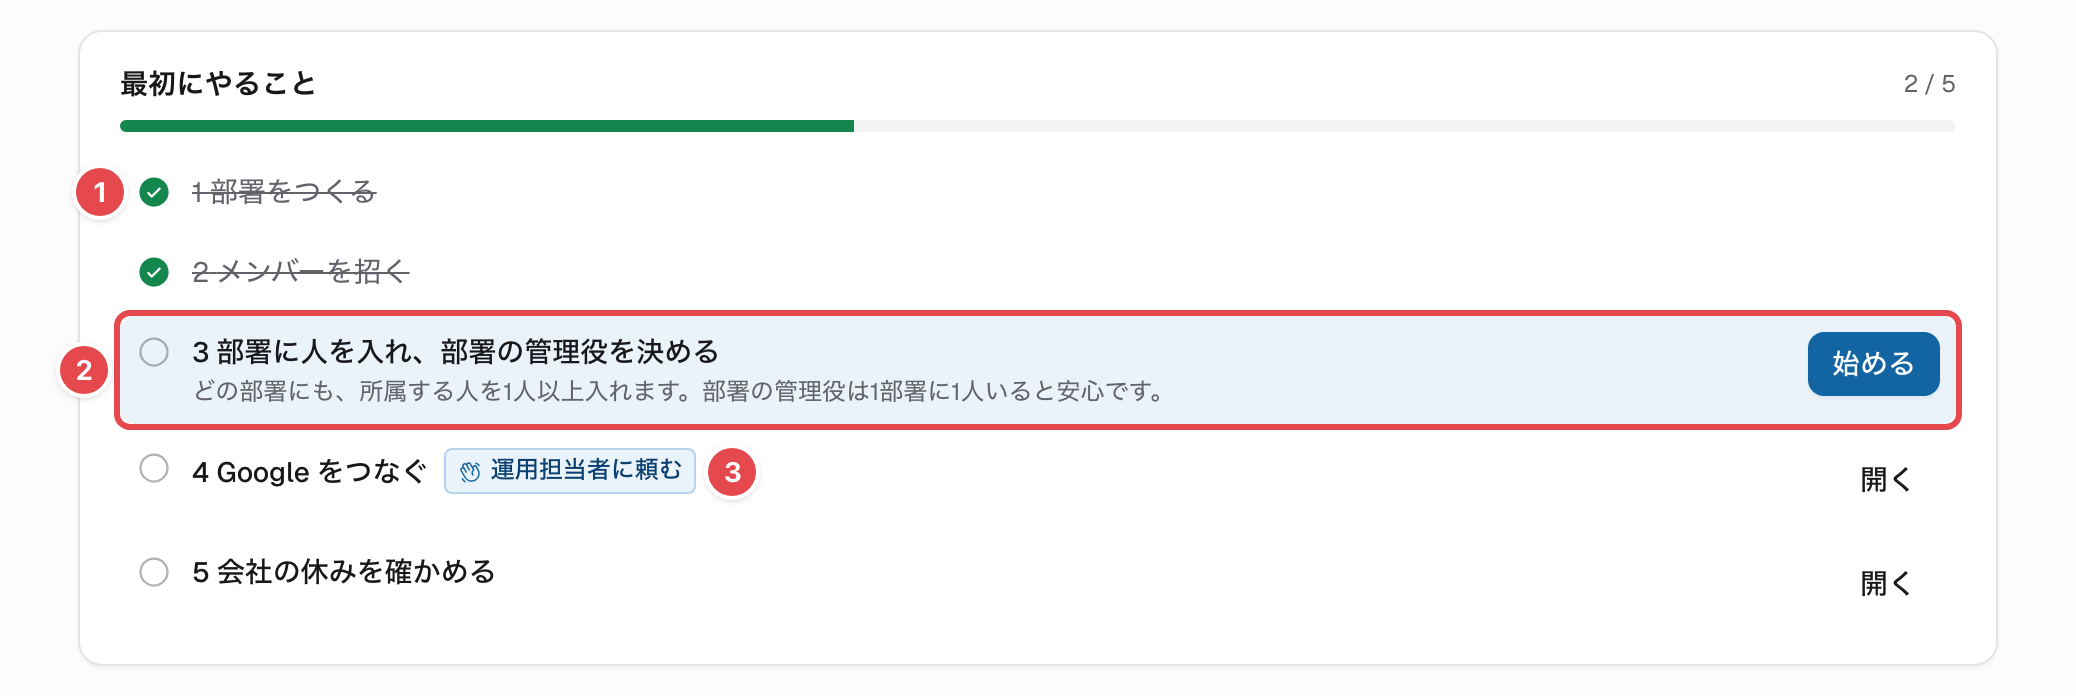 最初にやること
2 / 5
1
1 部署をつくる
2 メンバーを招く
2
3 部署に人を入れ、部署の管理役を決める
どの部署にも、所属する人を1人以上入れます。部署の管理役は1部署に1人いると安心です。
始める
4 Google をつなぐ
運用担当者に頼む
3
開く
5 会社の休みを確かめる
開く